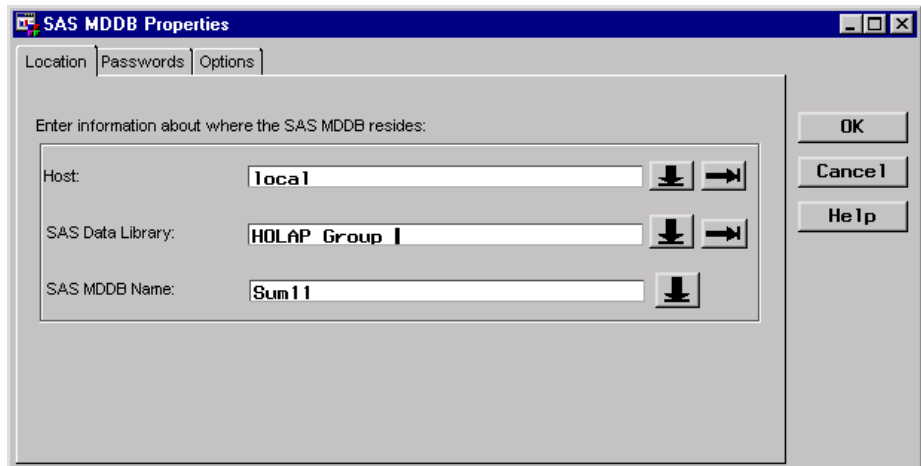 SAS MDDB Properties
Location Passwords Options
Enter information about where the SAS MDDB resides:
Host: local
SAS Data Library: HOLAP Group
SAS MDDB Name: Sum11
OK
Cancel
Help